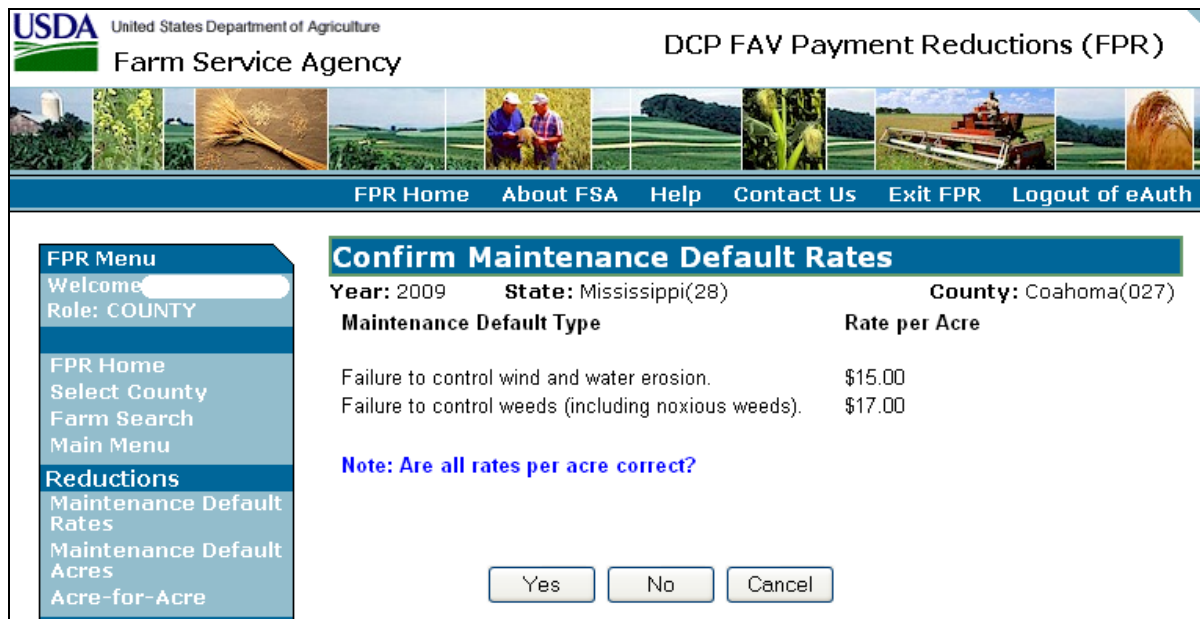 USDA United States Department of Agriculture
Farm Service Agency
DCP FAV Payment Reductions (FPR)
FPR Home About FSA Help Contact Us Exit FPR Logout of eAuth
FPR Menu
Welcome
Role: COUNTY
FPR Home
Select County
Farm Search
Main Menu
Reductions
Maintenance Default
Rates
Maintenance Default
Acres
Acre-for-Acre
Confirm Maintenance Default Rates
Year: 2009 State: Mississippi(28) County: Coahoma(027)
Maintenance Default Type Rate per Acre
Failure to control wind and water erosion. $15.00
Failure to control weeds (including noxious weeds). $17.00
Note: Are all rates per acre correct?
Yes No Cancel